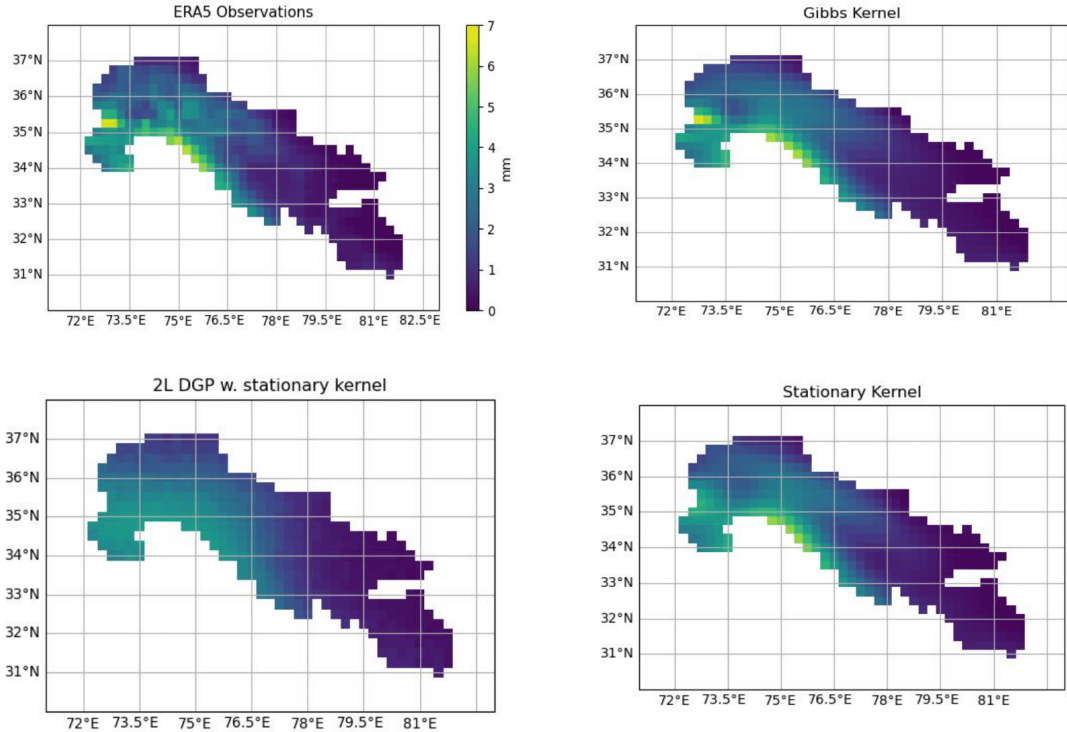 ERA5 Observations
37°N
36°N
35°N
34°N
33°N
32°N
31°N
72°E 73.5°E 75°E 76.5°E 78°E 79.5°E 81°E 82.5°E
7
6
5
4
3
2
1
0
mm
Gibbs Kernel
37°N
36°N
35°N
34°N
33°N
32°N
31°N
72°E 73.5°E 75°E 76.5°E 78°E 79.5°E 81°E
2L DGP w. stationary kernel
37°N
36°N
35°N
34°N
33°N
32°N
31°N
72°E 73.5°E 75°E 76.5°E 78°E 79.5°E 81°E
Stationary Kernel
37°N
36°N
35°N
34°N
33°N
32°N
31°N
72°E 73.5°E 75°E 76.5°E 78°E 79.5°E 81°E